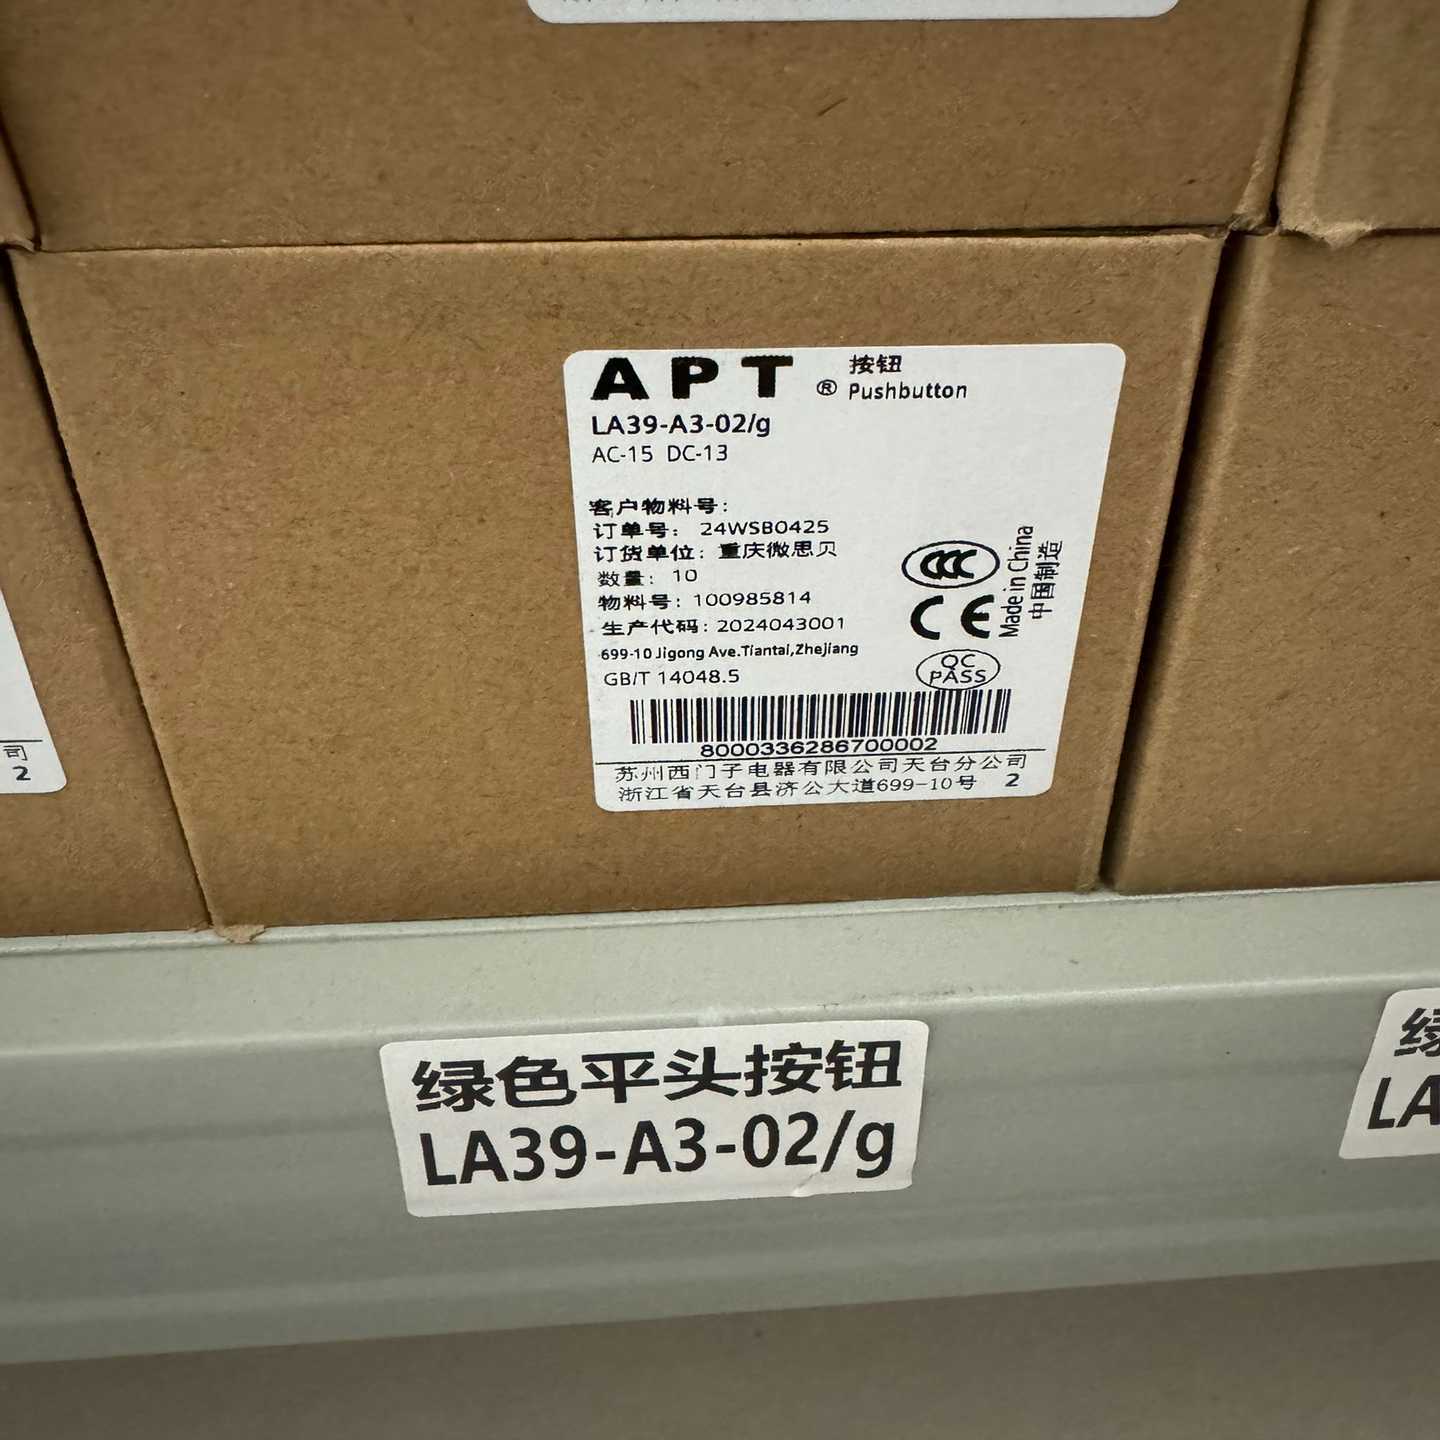 APT ® 按钮
Pushbutton
LA39-A3-02/g
AC-15 DC-13
客户物料号:
订单号: 24WSB0425
订货单位: 重庆微思贝
数量: 10
物料号: 100985814
生产代码: 2024043001
699-10 Jigong Ave.Tiantai,Zhejiang
GB/T 14048.5
CCC
CE
Made in China
中国制造
QC
PASS
8000336286700002
苏州西门子电器有限公司天台分公司
浙江省天台县济公大道699-10号 2
司
2
绿色平头按钮
LA39-A3-02/g
绿
LA